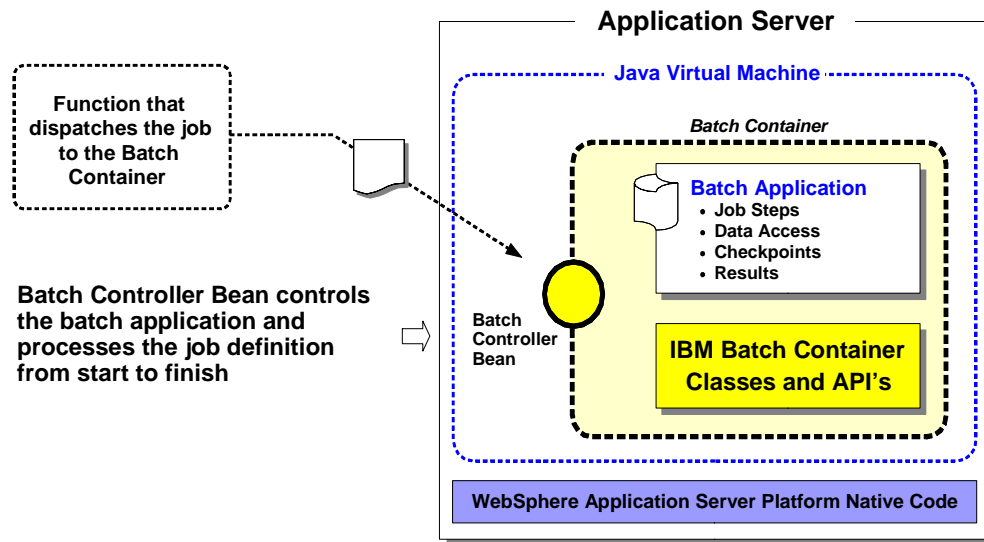 Application Server
Java Virtual Machine
Function that
dispatches the job
to the Batch
Container
Batch Container
Batch Application
• Job Steps
• Data Access
• Checkpoints
• Results
Batch Controller Bean controls
the batch application and
processes the job definition
from start to finish
Batch
Controller
Bean
IBM Batch Container
Classes and API's
WebSphere Application Server Platform Native Code